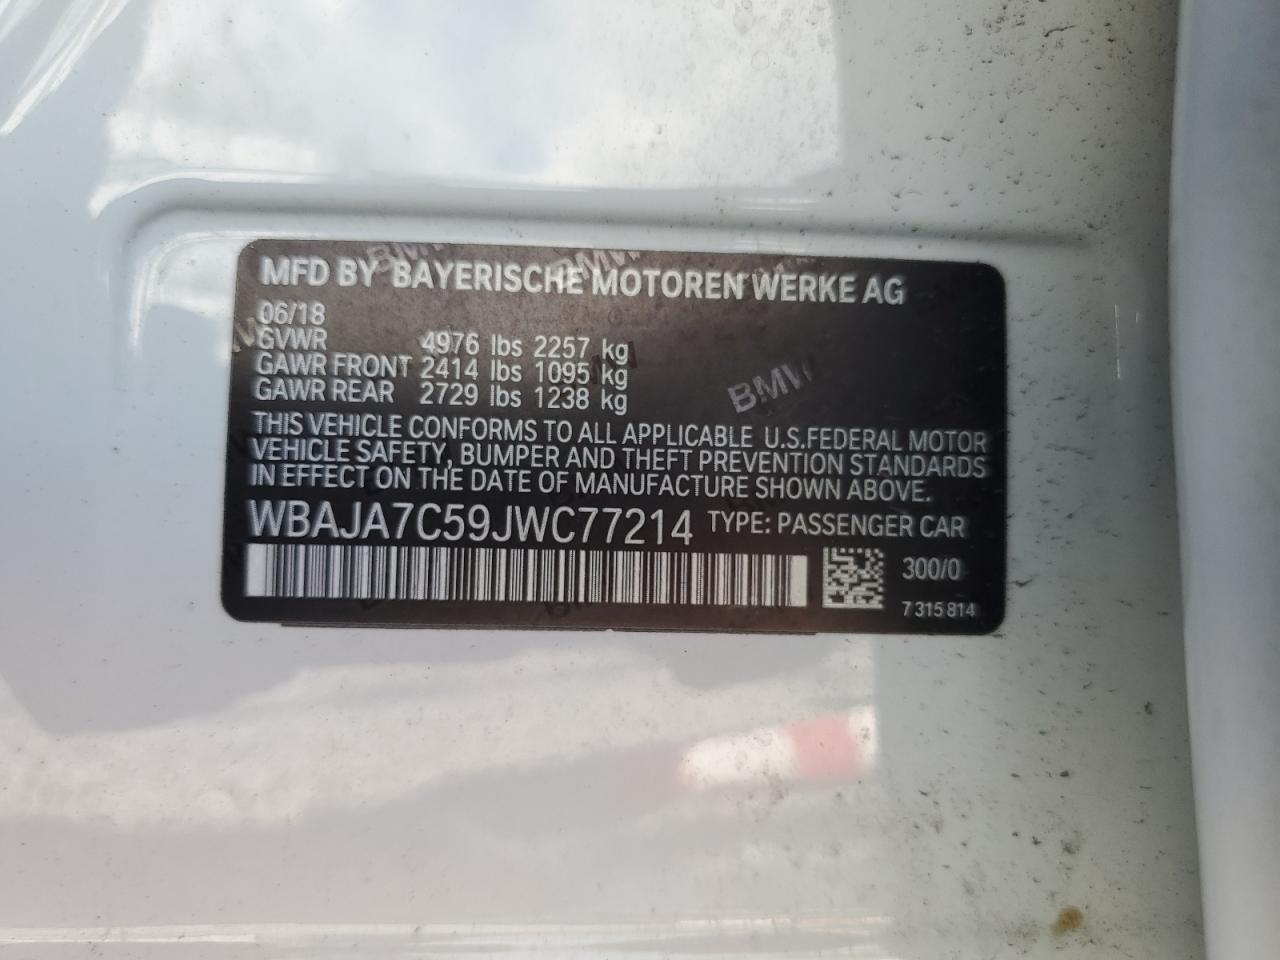 MFD BY BAYERISCHE MOTOREN WERKE AG
06/18
GVWR 4976 lbs 2257 kg
GAWR FRONT 2414 lbs 1095 kg
GAWR REAR 2729 lbs 1238 kg
THIS VEHICLE CONFORMS TO ALL APPLICABLE U.S.FEDERAL MOTOR
VEHICLE SAFETY, BUMPER AND THEFT PREVENTION STANDARDS
IN EFFECT ON THE DATE OF MANUFACTURE SHOWN ABOVE.
WBAJA7C59JWC77214 TYPE: PASSENGER CAR
300/0
7 315 814
BMW